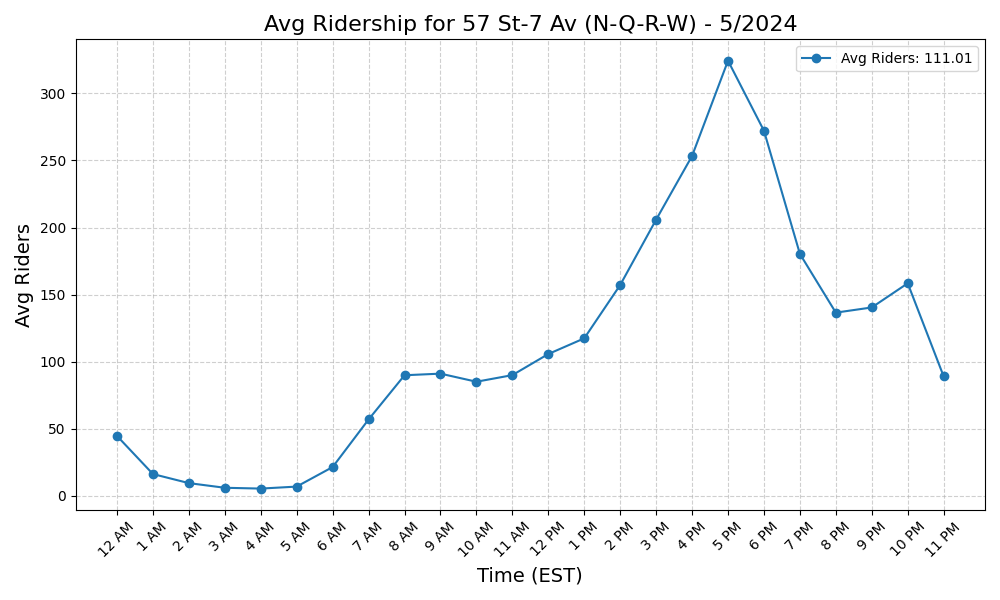 Avg Ridership for 57 St-7 Av (N-Q-R-W) - 5/2024
Avg Riders: 111.01
Avg Riders
300
250
200
150
100
50
0
12 AM
1 AM
2 AM
3 AM
4 AM
5 AM
6 AM
7 AM
8 AM
9 AM
10 AM
11 AM
12 PM
1 PM
2 PM
3 PM
4 PM
5 PM
6 PM
7 PM
8 PM
9 PM
10 PM
11 PM
Time (EST)